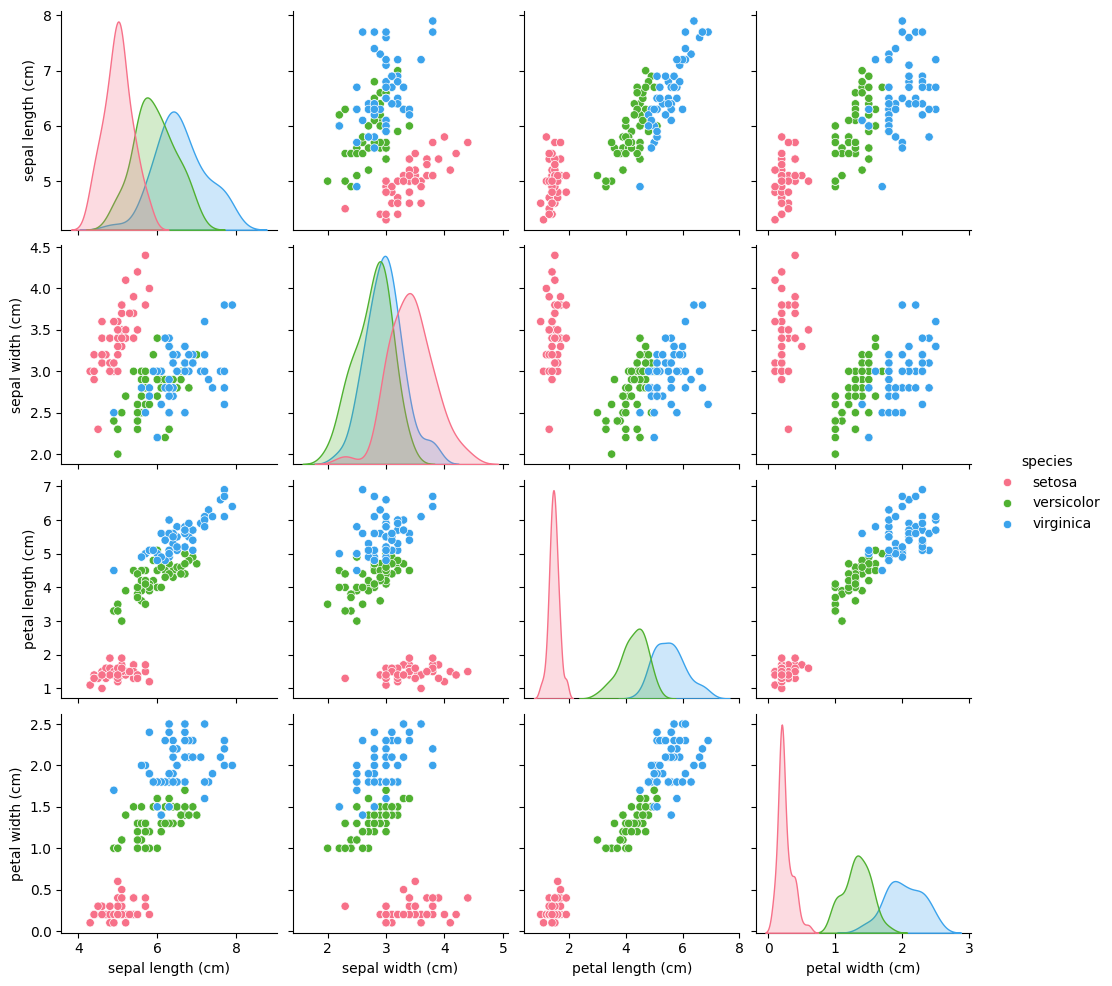 8
7
6
5
sepal length (cm)
4.5
4.0
3.5
3.0
2.5
2.0
sepal width (cm)
7
6
5
4
3
2
1
petal length (cm)
species
setosa
versicolor
virginica
2.5
2.0
1.5
1.0
0.5
0.0
petal width (cm)
4 6 8
2 3 4 5
2 4 6 8
0 1 2 3
sepal length (cm)
sepal width (cm)
petal length (cm)
petal width (cm)